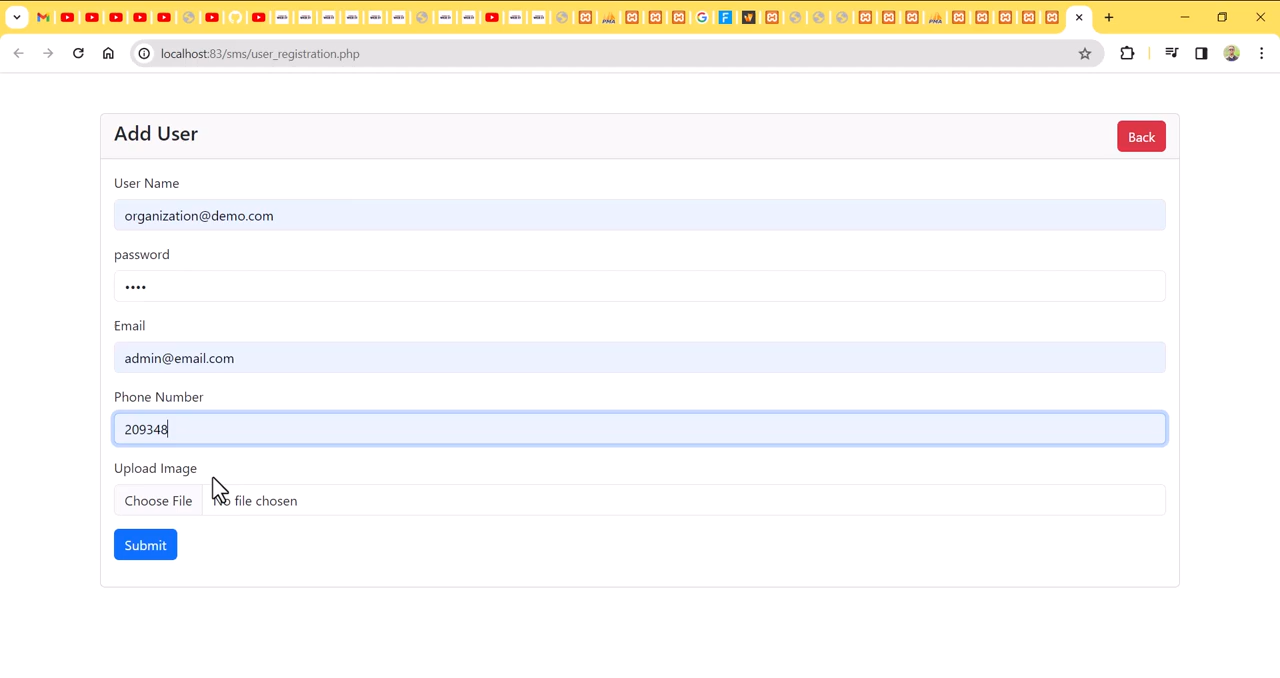 localhost:83/sms/user_registration.php
Add User
Back
User Name
organization@demo.com
password
••••
Email
admin@email.com
Phone Number
209348
Upload Image
Choose File No file chosen
Submit